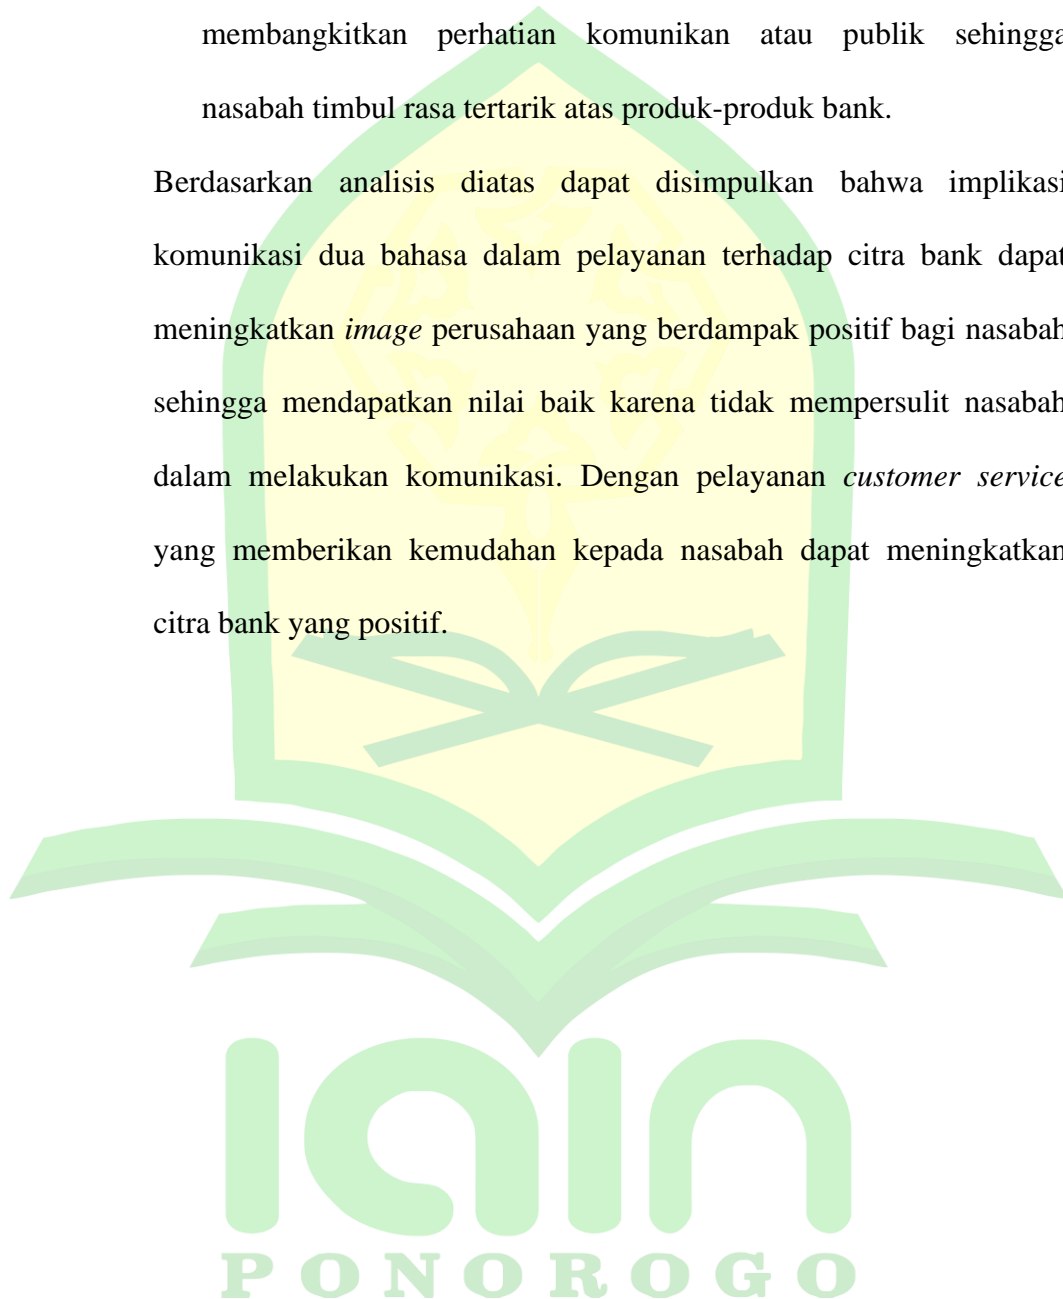 membangkitkan perhatian komunikan atau publik sehingga
nasabah timbul rasa tertarik atas produk-produk bank.
Berdasarkan analisis diatas dapat disimpulkan bahwa implikasi
komunikasi dua bahasa dalam pelayanan terhadap citra bank dapat
meningkatkan image perusahaan yang berdampak positif bagi nasabah
sehingga mendapatkan nilai baik karena tidak mempersulit nasabah
dalam melakukan komunikasi. Dengan pelayanan customer service
yang memberikan kemudahan kepada nasabah dapat meningkatkan
citra bank yang positif.
iain
PONOROGO